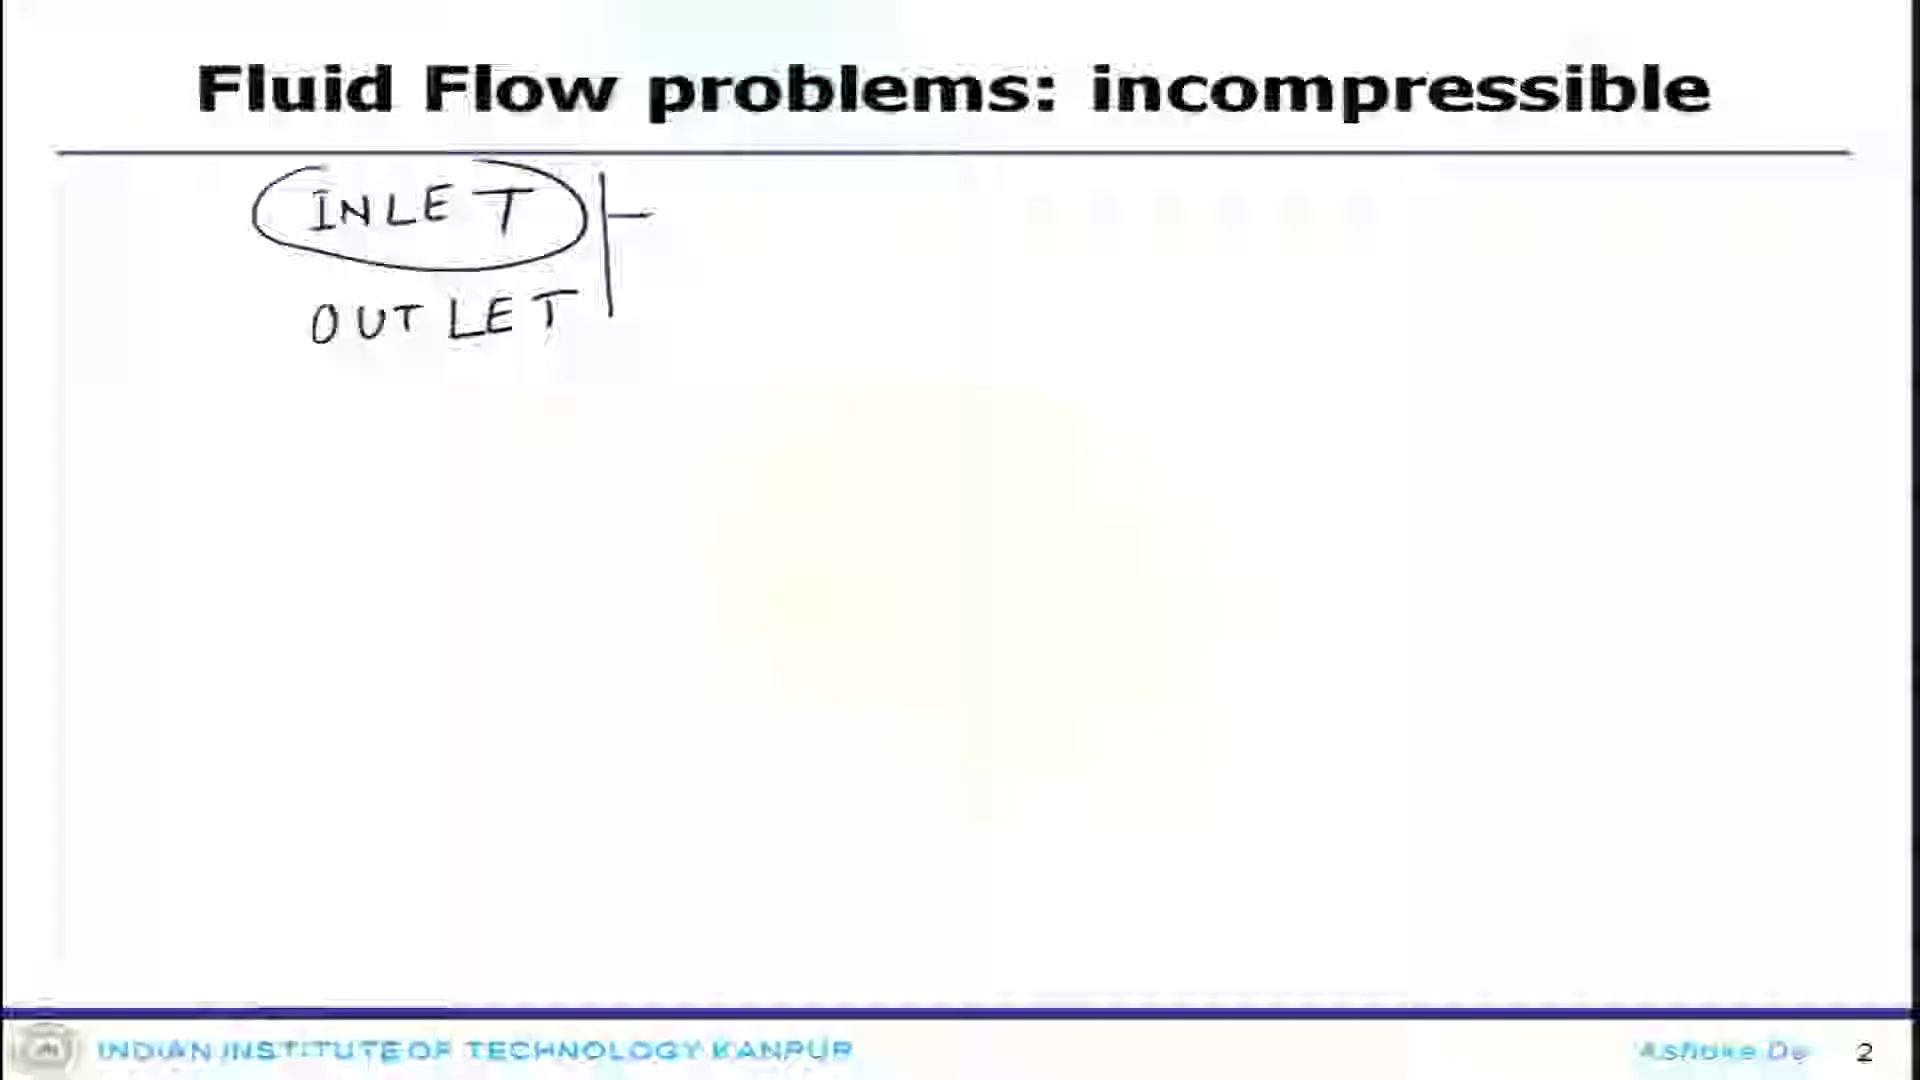 Fluid Flow problems: incompressible
INLET
OUTLET
INDIAN INSTITUTE OF TECHNOLOGY KANPUR
Ashoke De 2